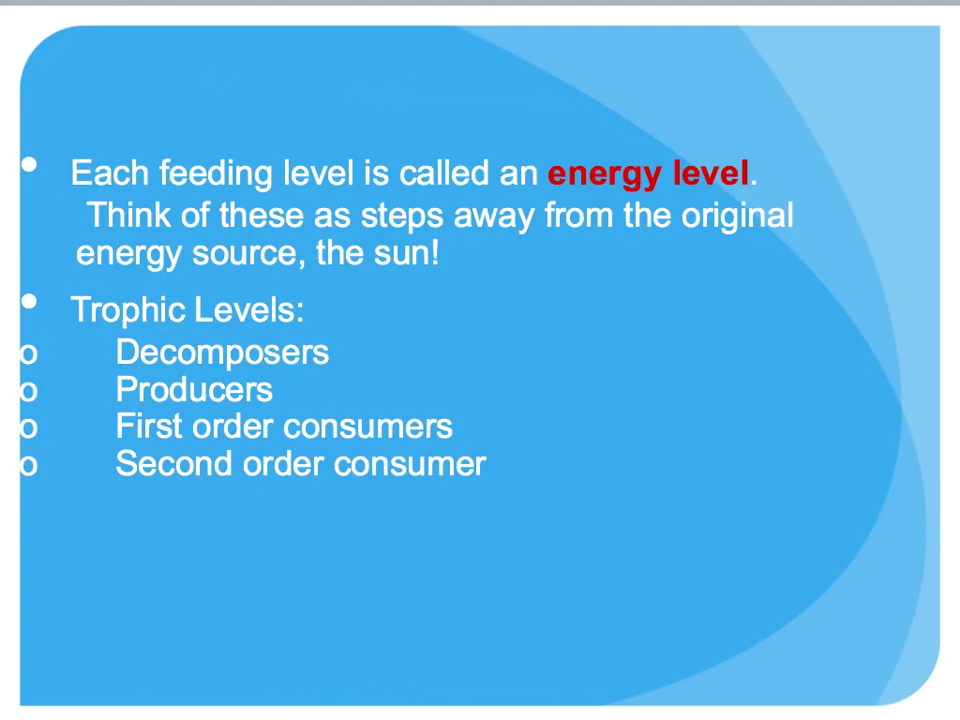 • Each feeding level is called an energy level.
Think of these as steps away from the original
energy source, the sun!
• Trophic Levels:
o Decomposers
o Producers
o First order consumers
o Second order consumer